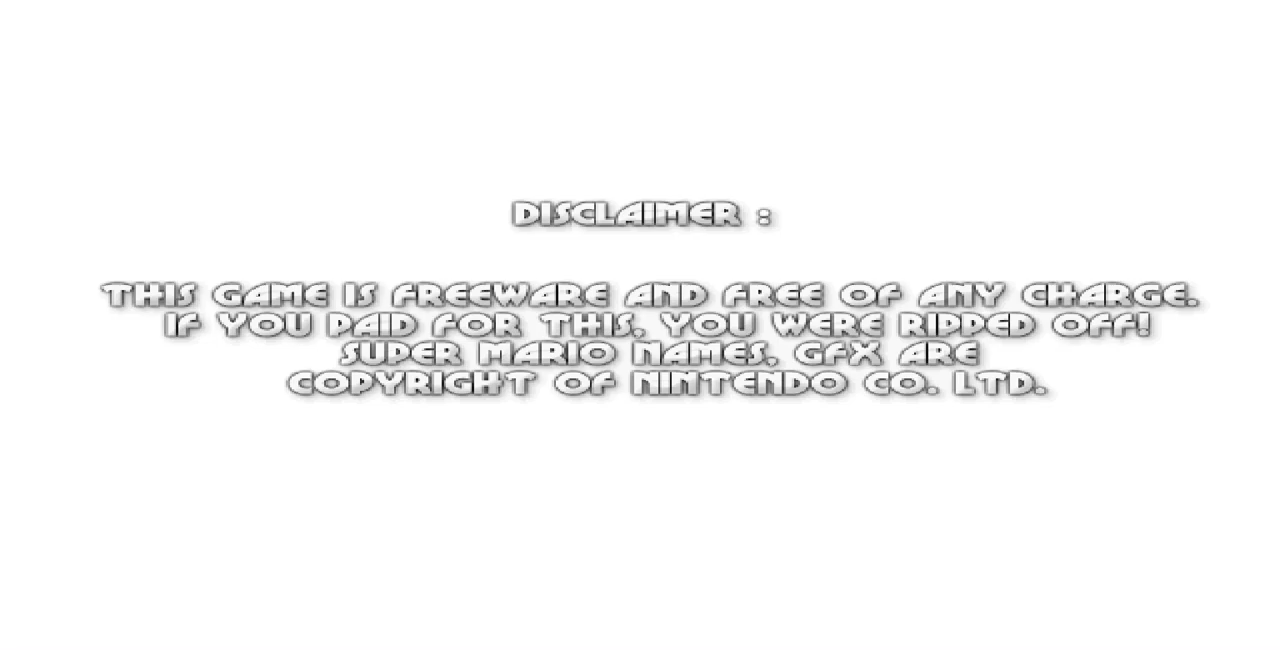 DISCLAIMER :
THIS GAME IS FREEWARE AND FREE OF ANY CHARGE.
IF YOU PAID FOR THIS, YOU WERE RIPPED OFF!
SUPER MARIO NAMES, GFX ARE
COPYRIGHT OF NINTENDO CO. LTD.